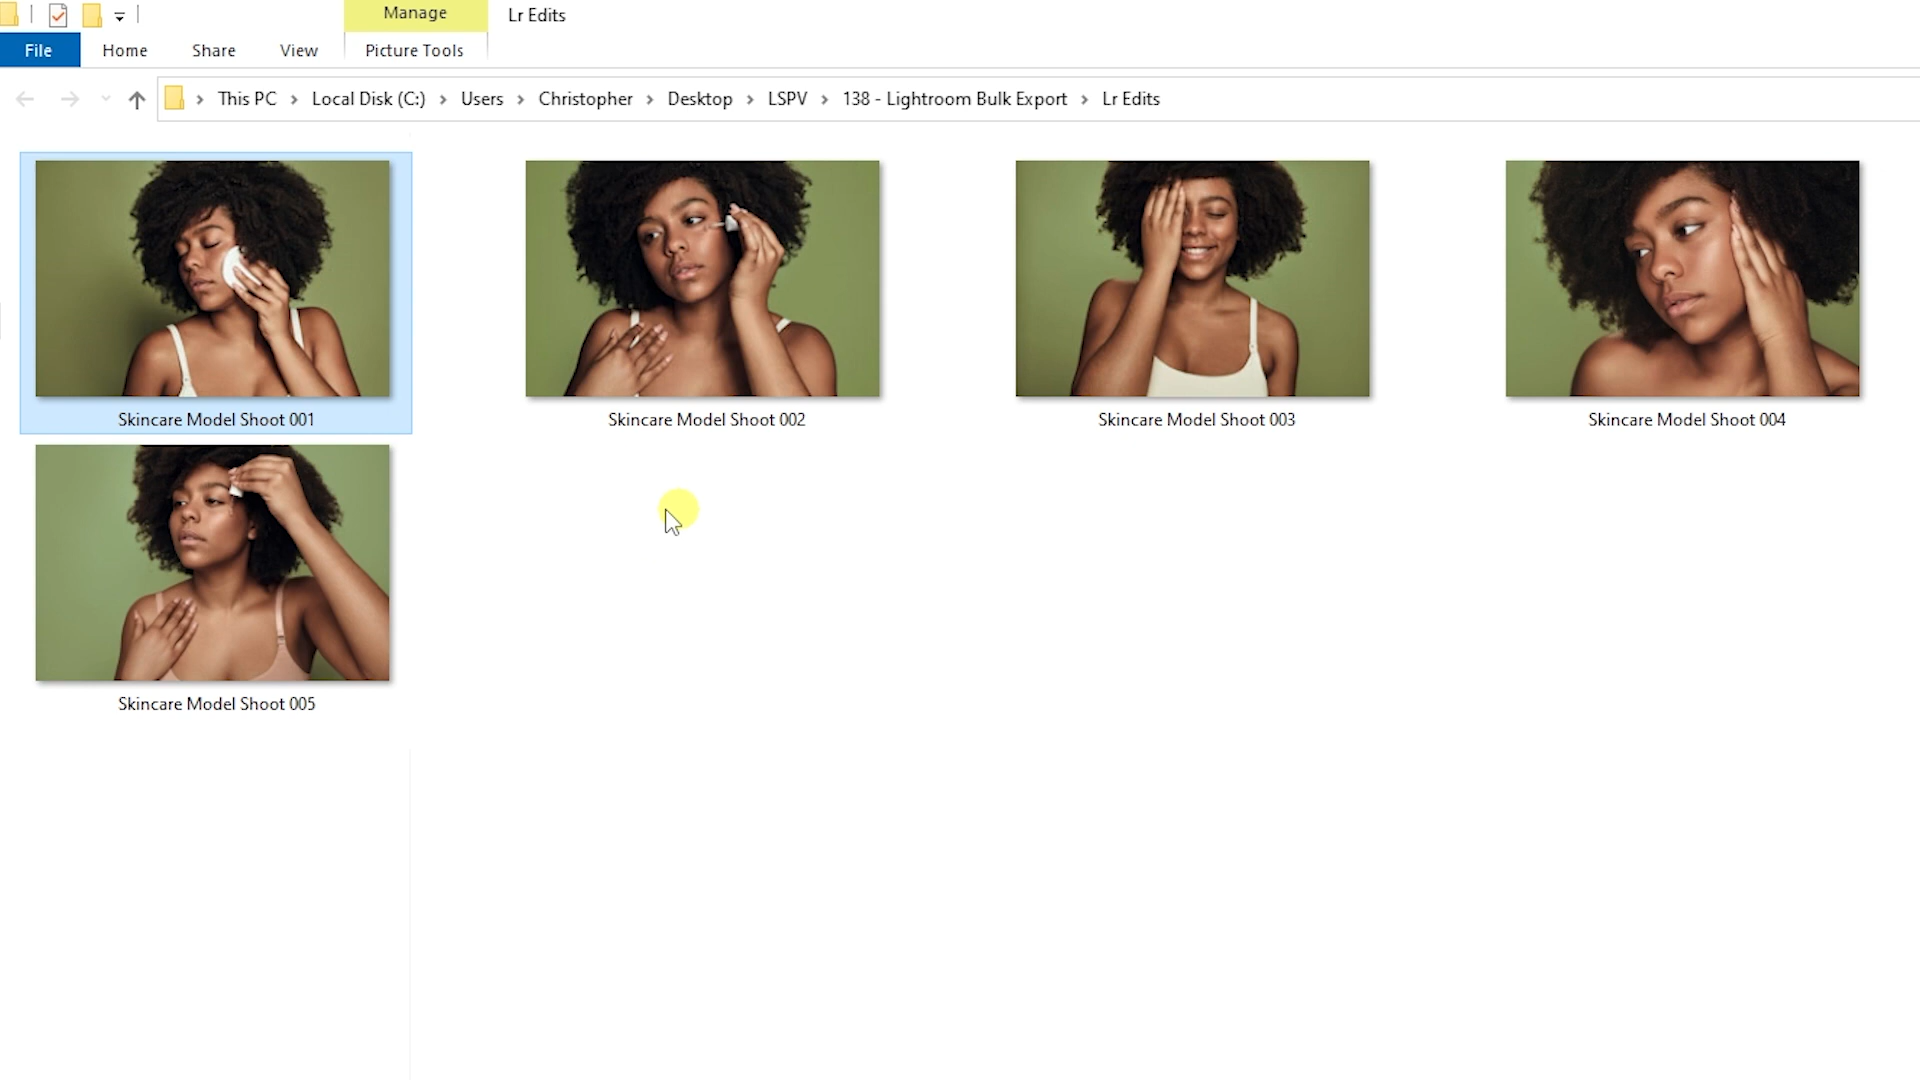 Manage
Lr Edits
File
Home
Share
View
Picture Tools
This PC
Local Disk (C:)
Users
Christopher
Desktop
LSPV
138 - Lightroom Bulk Export
Lr Edits
Skincare Model Shoot 001
Skincare Model Shoot 002
Skincare Model Shoot 003
Skincare Model Shoot 004
Skincare Model Shoot 005